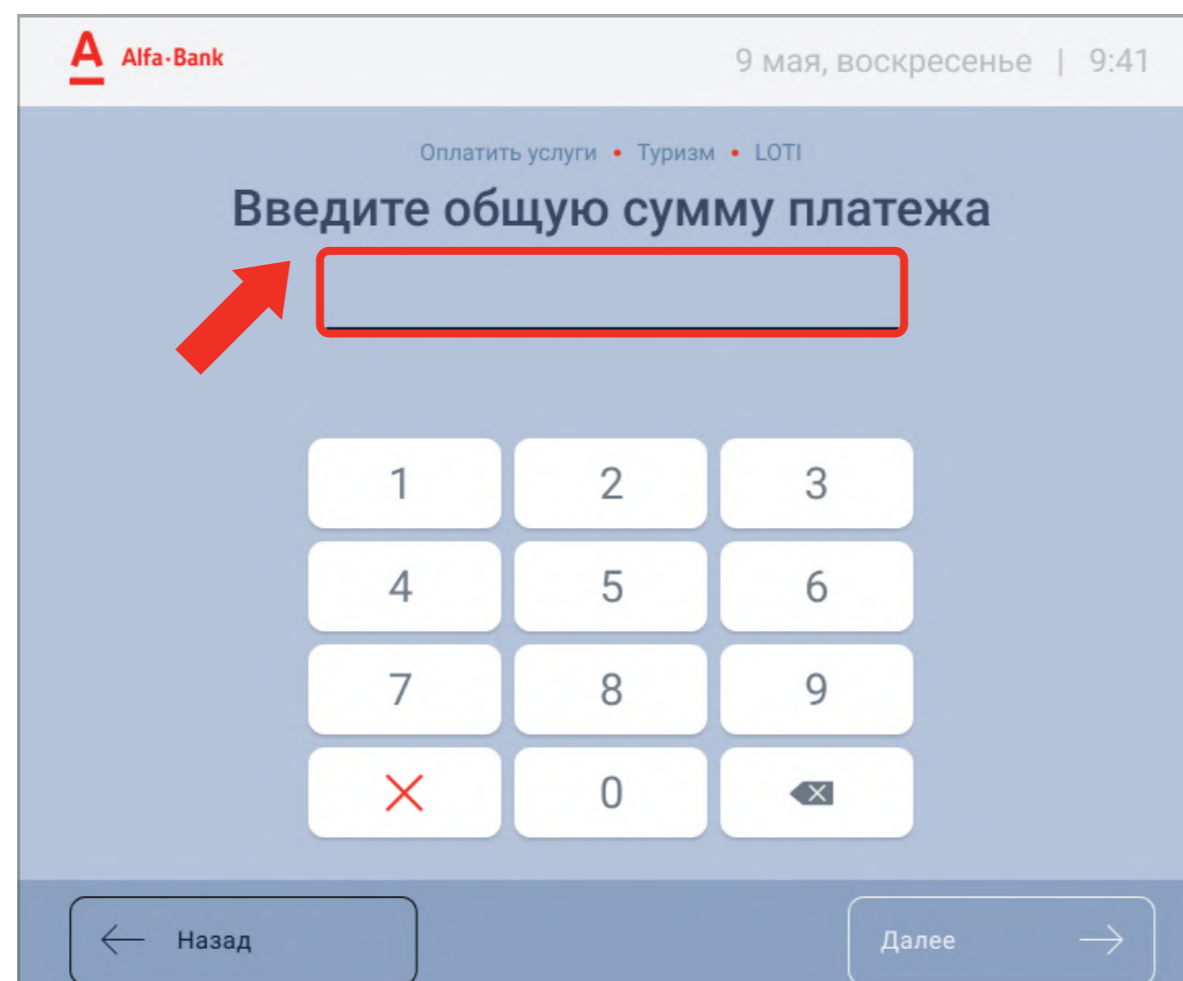 A Alfa·Bank
9 мая, воскресенье | 9:41
Оплатить услуги • Туризм • LOTI
Введите общую сумму платежа
1 2 3
4 5 6
7 8 9
0
Назад
Далее